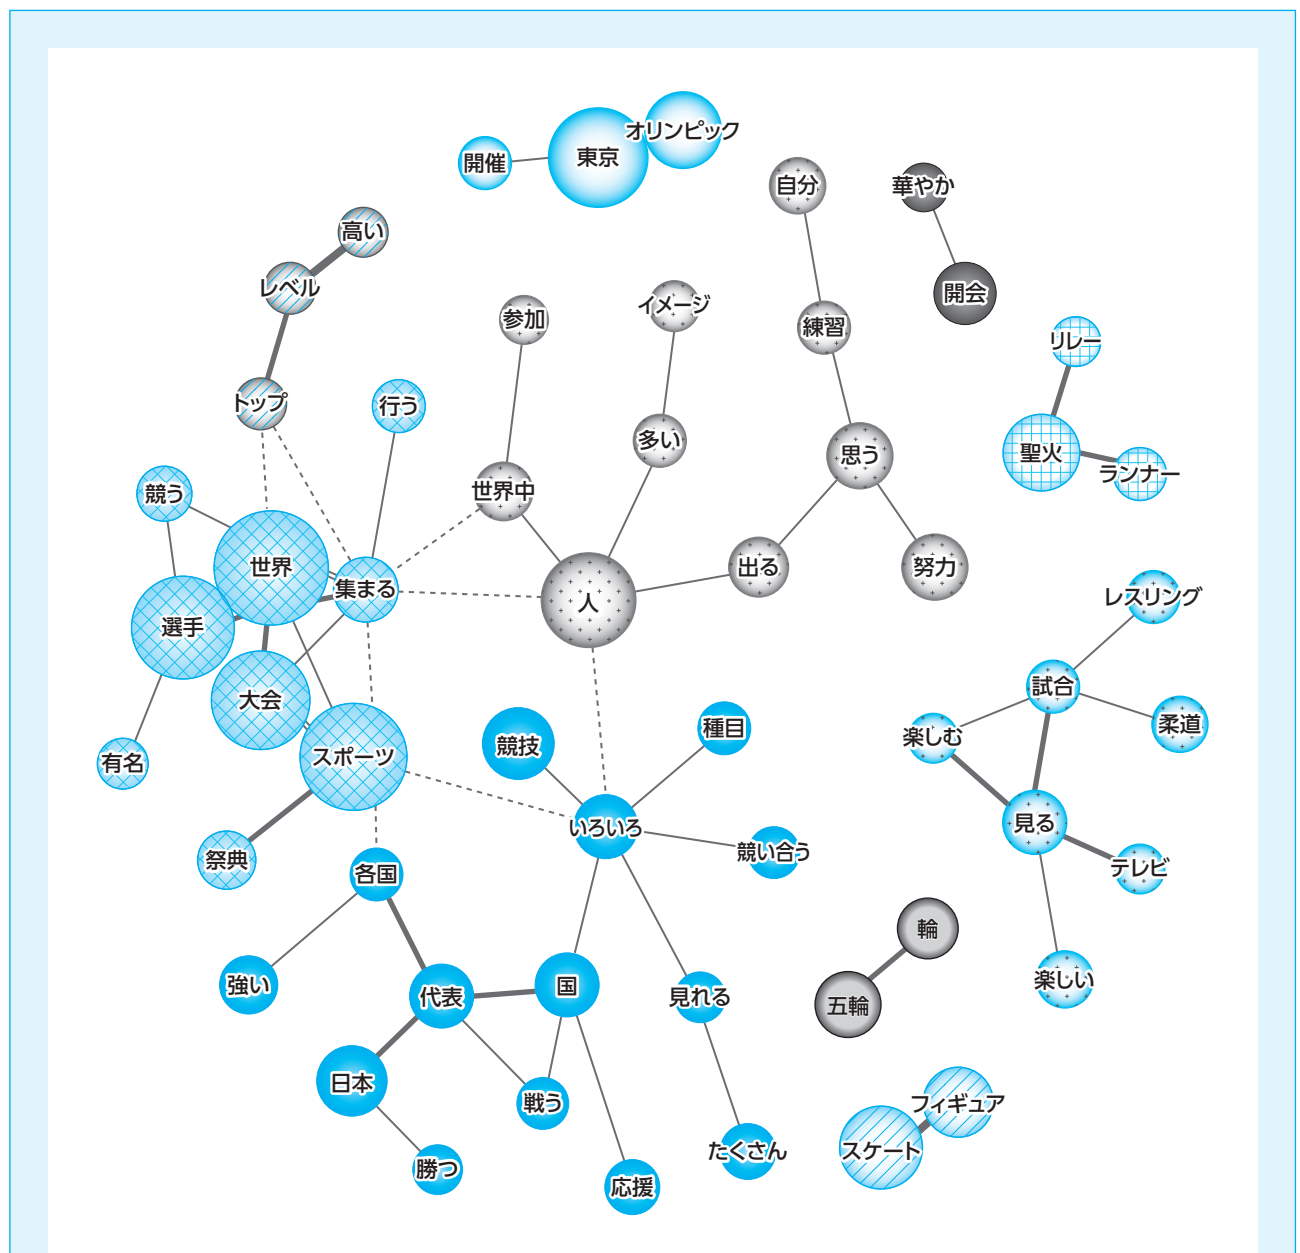 オリンピック
東京
開催
自分
華やか
高い
レベル
開会
参加
イメージ
練習
リレー
トップ
行う
多い
思う
聖火
ランナー
競う
世界中
世界
集まる
出る
努力
人
選手
レスリング
大会
試合
有名
スポーツ
競技
種目
楽しむ
柔道
いろいろ
見る
競い合う
祭典
各国
テレビ
輪
強い
代表
国
見れる
五輪
楽しい
日本
戦う
フィギュア
スケート
たくさん
勝つ
応援